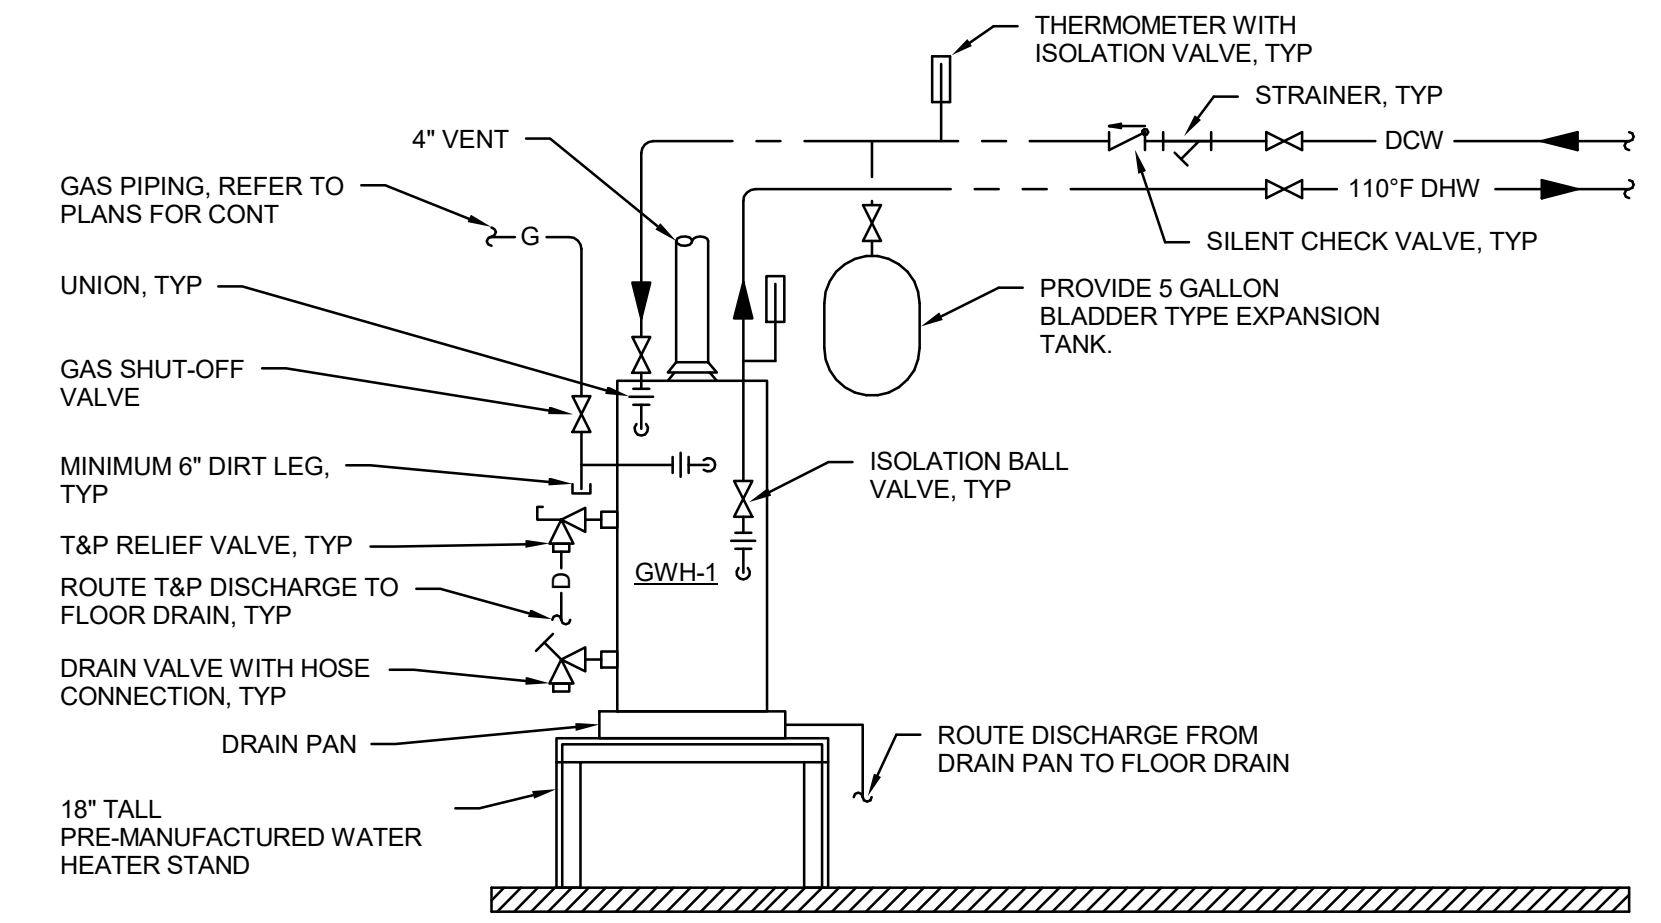 THERMOMETER WITH
ISOLATION VALVE, TYP
STRAINER, TYP
4" VENT
DCW
GAS PIPING, REFER TO
PLANS FOR CONT
110°F DHW
G
SILENT CHECK VALVE, TYP
UNION, TYP
PROVIDE 5 GALLON
BLADDER TYPE EXPANSION
TANK.
GAS SHUT-OFF
VALVE
MINIMUM 6" DIRT LEG,
TYP
ISOLATION BALL
VALVE, TYP
T&P RELIEF VALVE, TYP
GWH-1
D
ROUTE T&P DISCHARGE TO
FLOOR DRAIN, TYP
DRAIN VALVE WITH HOSE
CONNECTION, TYP
DRAIN PAN
ROUTE DISCHARGE FROM
DRAIN PAN TO FLOOR DRAIN
18" TALL
PRE-MANUFACTURED WATER
HEATER STAND